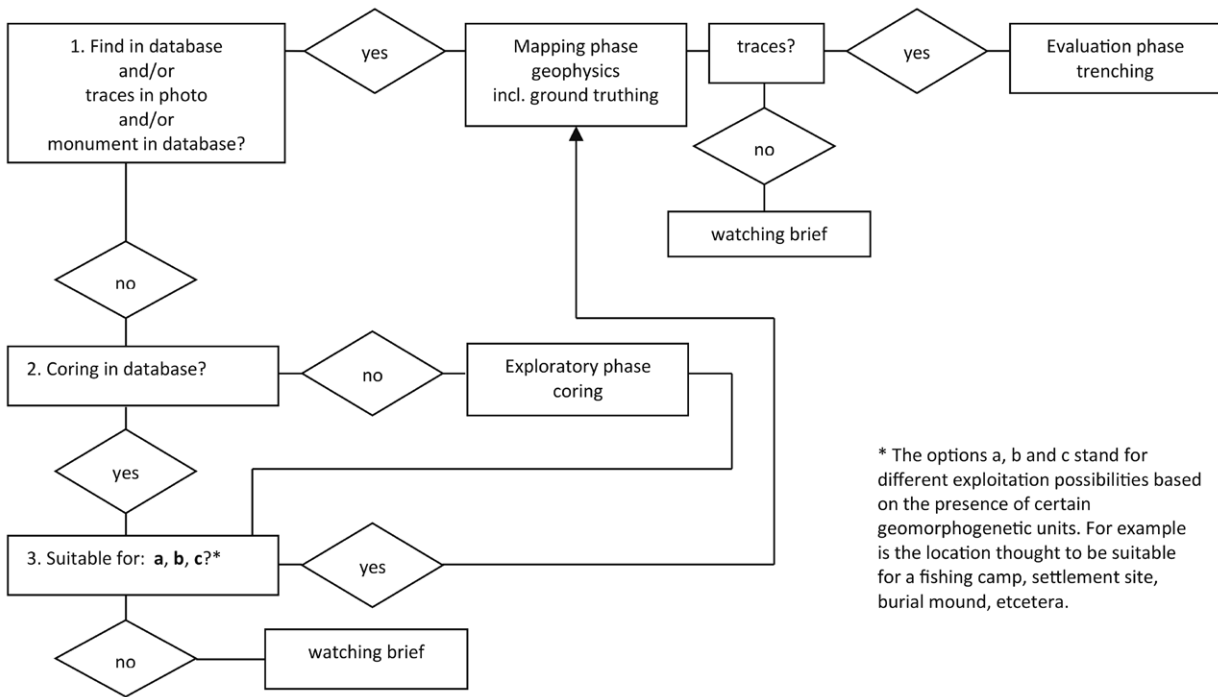 1. Find in database
and/or
traces in photo
and/or
monument in database?
yes
Mapping phase
geophysics
incl. ground truthing
traces?
yes
Evaluation phase
trenching
no
watching brief
no
2. Coring in database?
no
Exploratory phase
coring
yes
3. Suitable for: a, b, c?*
yes
no
watching brief
* The options a, b and c stand for
different exploitation possibilities based
on the presence of certain
geomorphogenetic units. For example
is the location thought to be suitable
for a fishing camp, settlement site,
burial mound, etcetera.